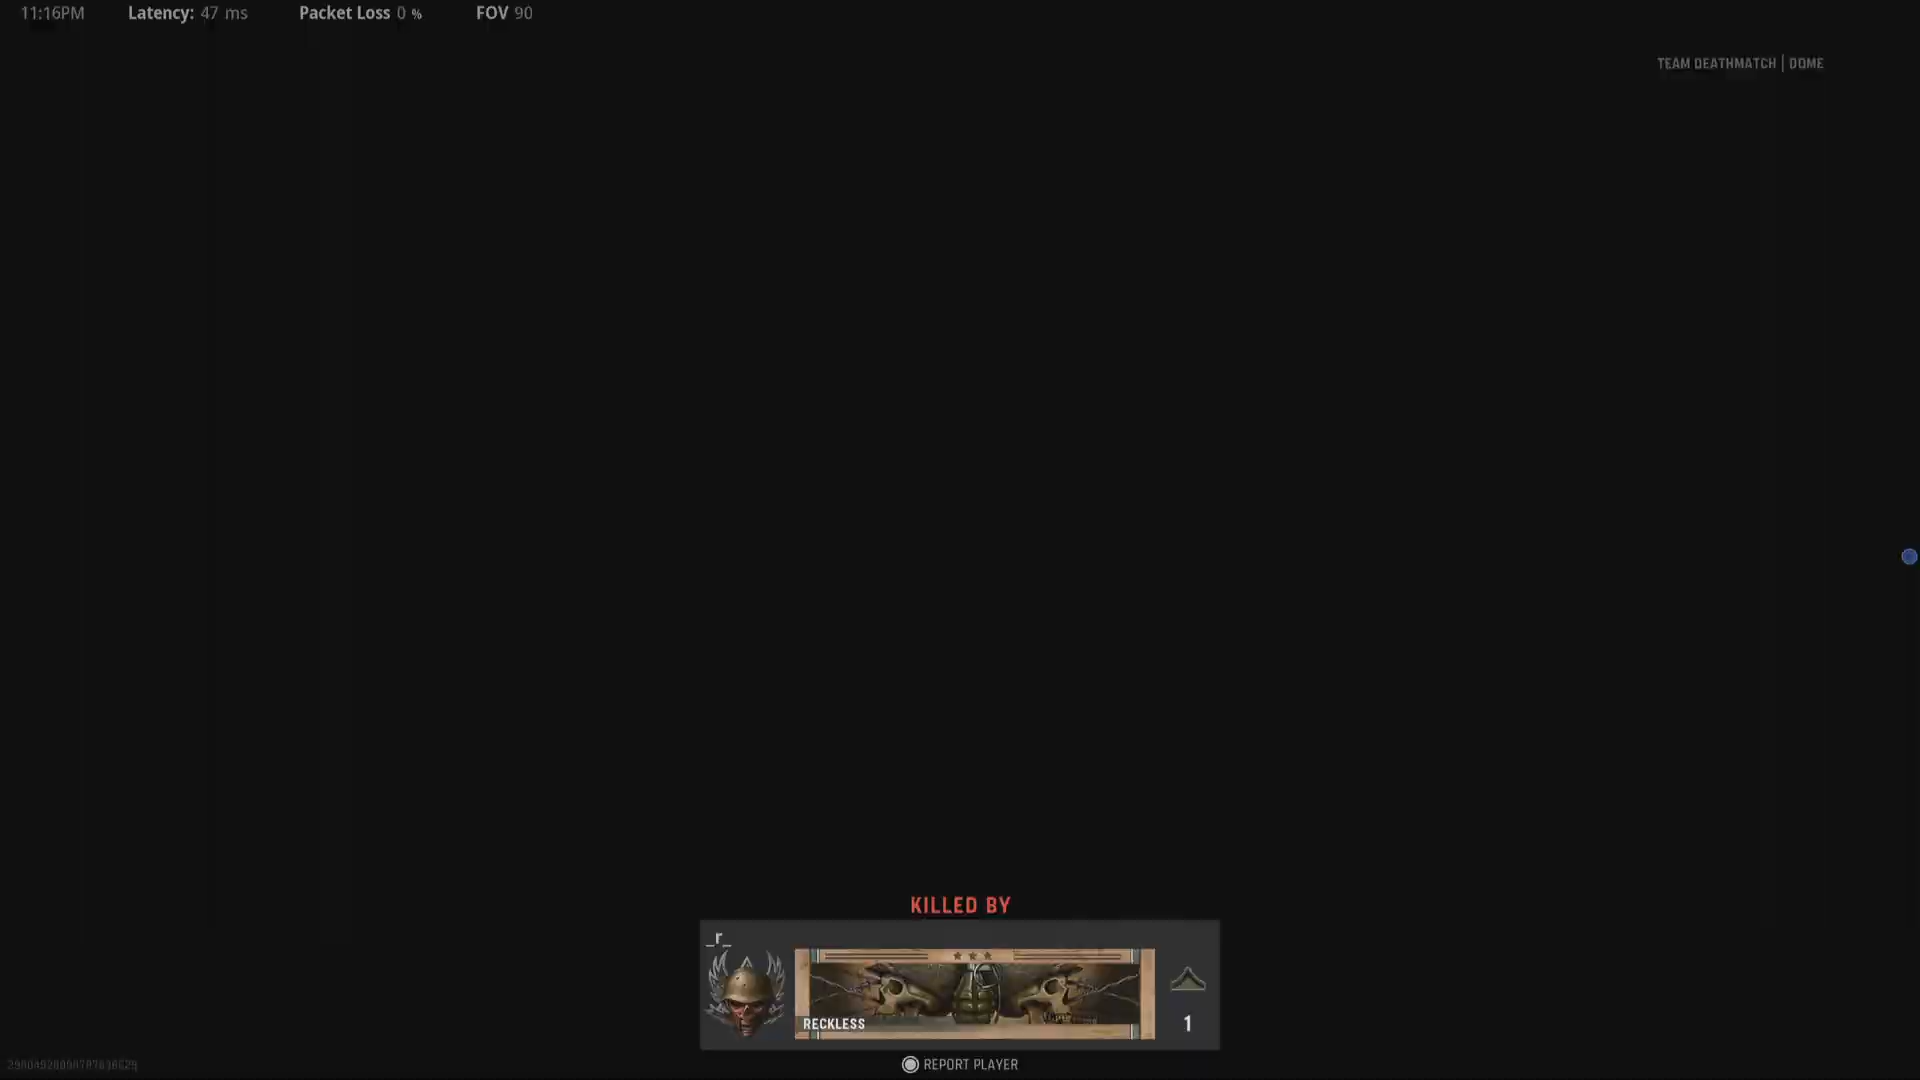 11:16PM Latency: 47 ms Packet Loss 0 % FOV 90
TEAM DEATHMATCH | DOME
KILLED BY
_r_
RECKLESS
1
REPORT PLAYER